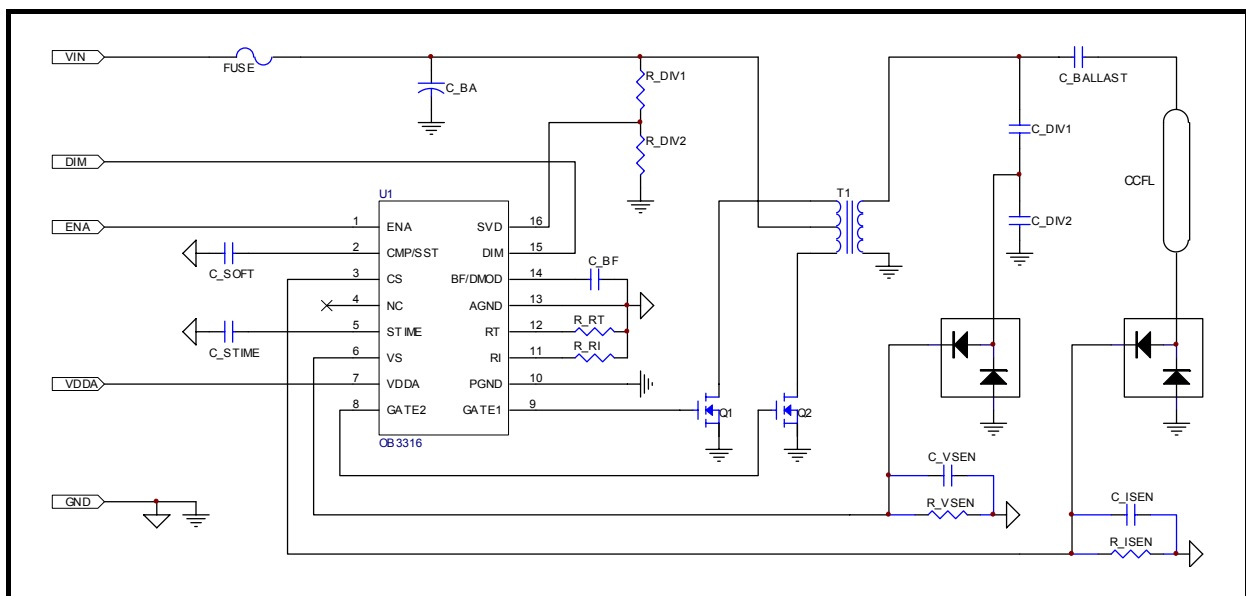 VIN
FUSE
C_BA
R_DIV1
R_DIV2
C_BALLAST
C_DIV1
C_DIV2
CCFL
DIM
ENA
T1
U1
1 ENA SVD 16
2 CMP/SST DIM 15
3 CS BF/DMOD 14
4 NC AGND 13
5 STIME RT 12
6 VS RI 11
7 VDDA PGND 10
8 GATE2 GATE1 9
OB3316
C_SOFT
C_STIME
C_BF
R_RT
R_RI
VDDA
Q1
Q2
C_VSEN
R_VSEN
C_ISEN
R_ISEN
GND